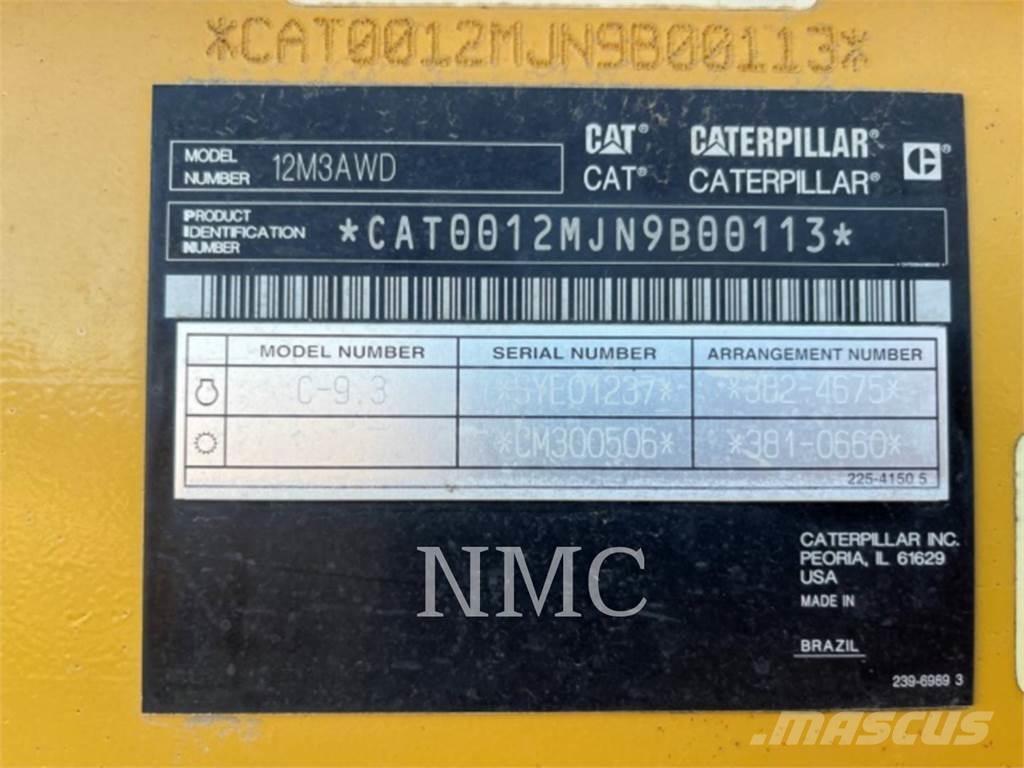 *CAT0012MJN9B00113*
MODEL NUMBER 12M3AWD
CAT® CATERPILLAR®
CAT® CATERPILLAR®
PRODUCT IDENTIFICATION NUMBER *CAT0012MJN9B00113*
MODEL NUMBER SERIAL NUMBER ARRANGEMENT NUMBER
C-9.3 *SYE01237* *382-4675*
*CM300506* *381-0660*
225-4150 5
CATERPILLAR INC.
PEORIA, IL 61629
USA
MADE IN
BRAZIL
239-6989 3
NMC
MASCUS